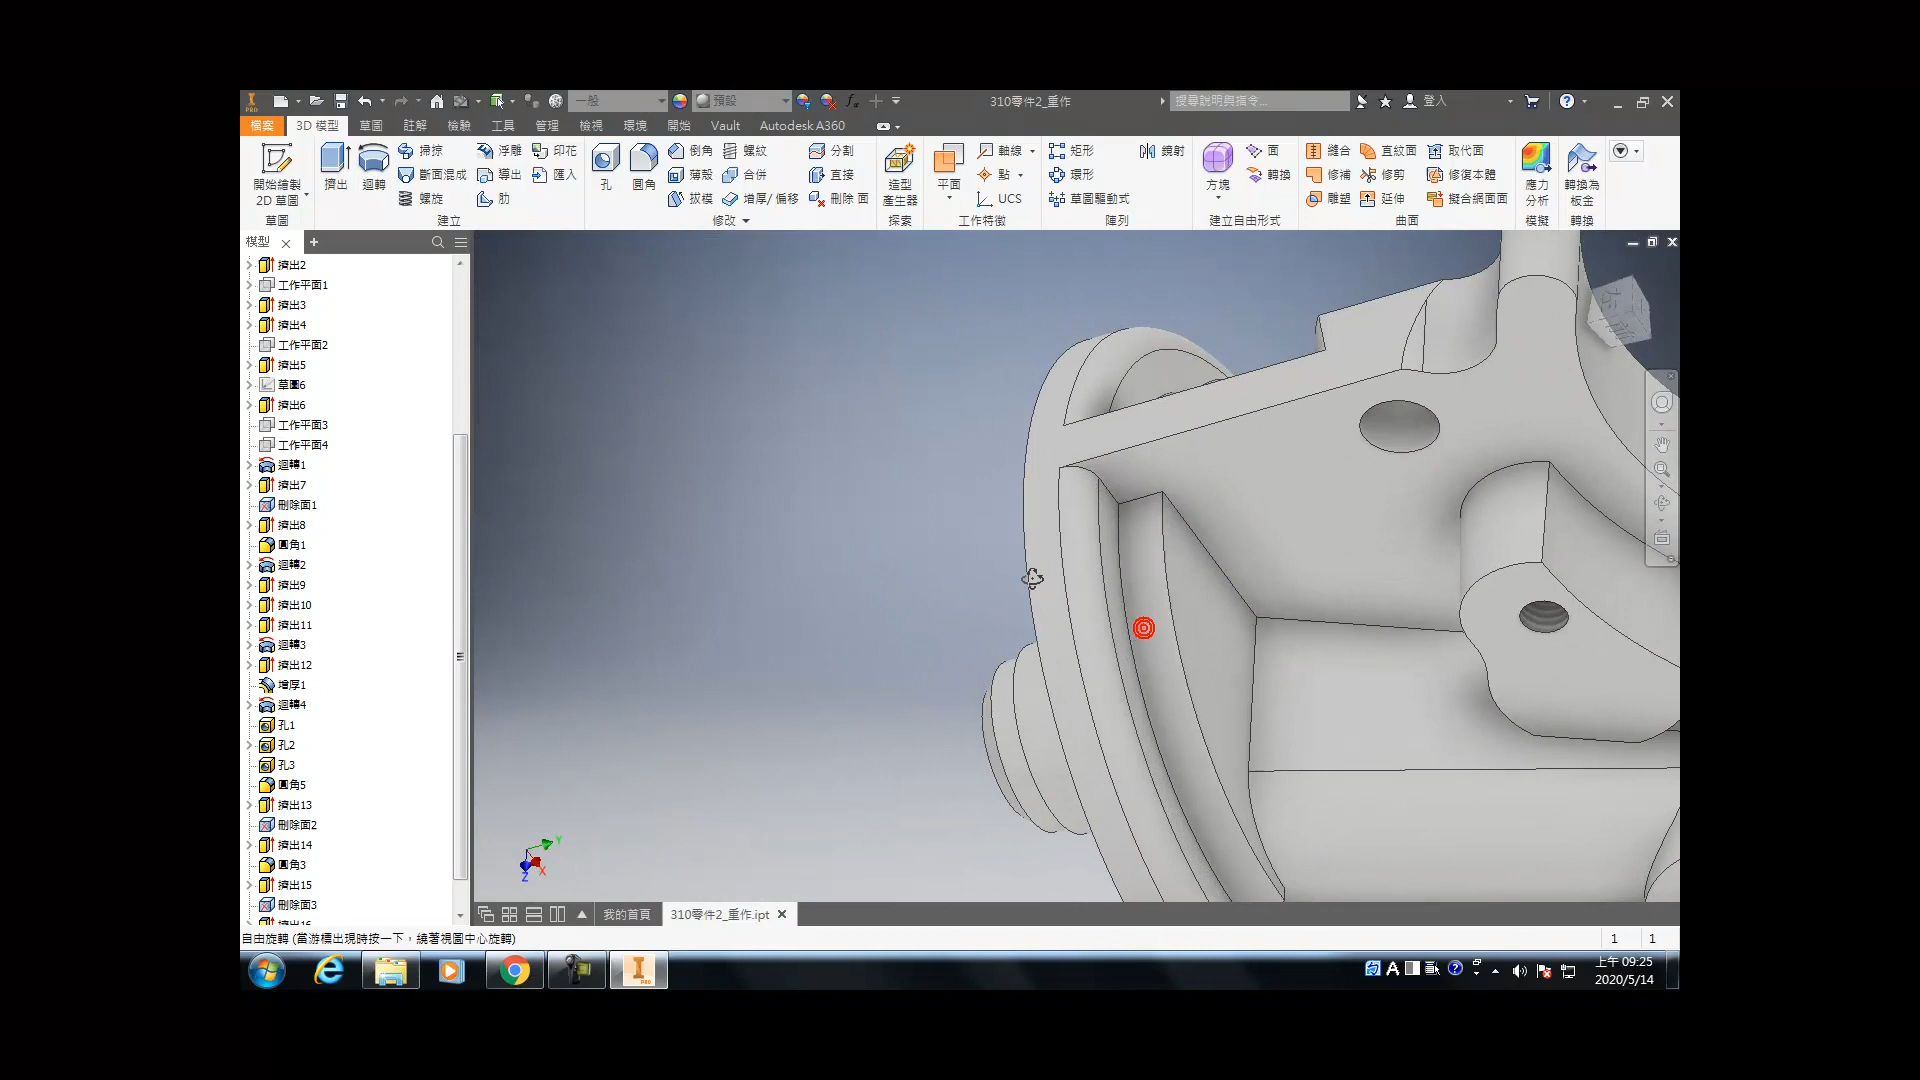 一般
預設
310零件2_重作
搜尋說明與指令...
登入
檔案
3D 模型
草圖
註解
檢驗
工具
管理
檢視
環境
開始
Vault
Autodesk A360
開始繪製
2D 草圖
草圖
擠出
迴轉
掃掠
斷面混成
螺旋
浮雕
導出
肋
印花
匯入
建立
孔
圓角
倒角
薄殼
拔模
螺紋
合併
增厚/ 偏移
分割
直接
刪除 面
修改
造型
產生器
探索
平面
軸線
點
UCS
工作特徵
矩形
環形
草圖驅動式
鏡射
陣列
方塊
面
轉換
建立自由形式
縫合
修補
雕塑
直紋面
修剪
延伸
取代面
修復本體
擬合網面面
曲面
應力
分析
模擬
轉換為
板金
轉換
模型
擠出2
工作平面1
擠出3
擠出4
工作平面2
擠出5
草圖6
擠出6
工作平面3
工作平面4
迴轉1
擠出7
刪除面1
擠出8
圓角1
迴轉2
擠出9
擠出10
擠出11
迴轉3
擠出12
增厚1
迴轉4
孔1
孔2
孔3
圓角5
擠出13
刪除面2
擠出14
圓角3
擠出15
刪除面3
擠出16
Y
X
Z
我的首頁
310零件2_重作.ipt
自由旋轉 (當游標出現時按一下，繞著視圖中心旋轉)
1
1
PRO
A
上午 09:25
2020/5/14